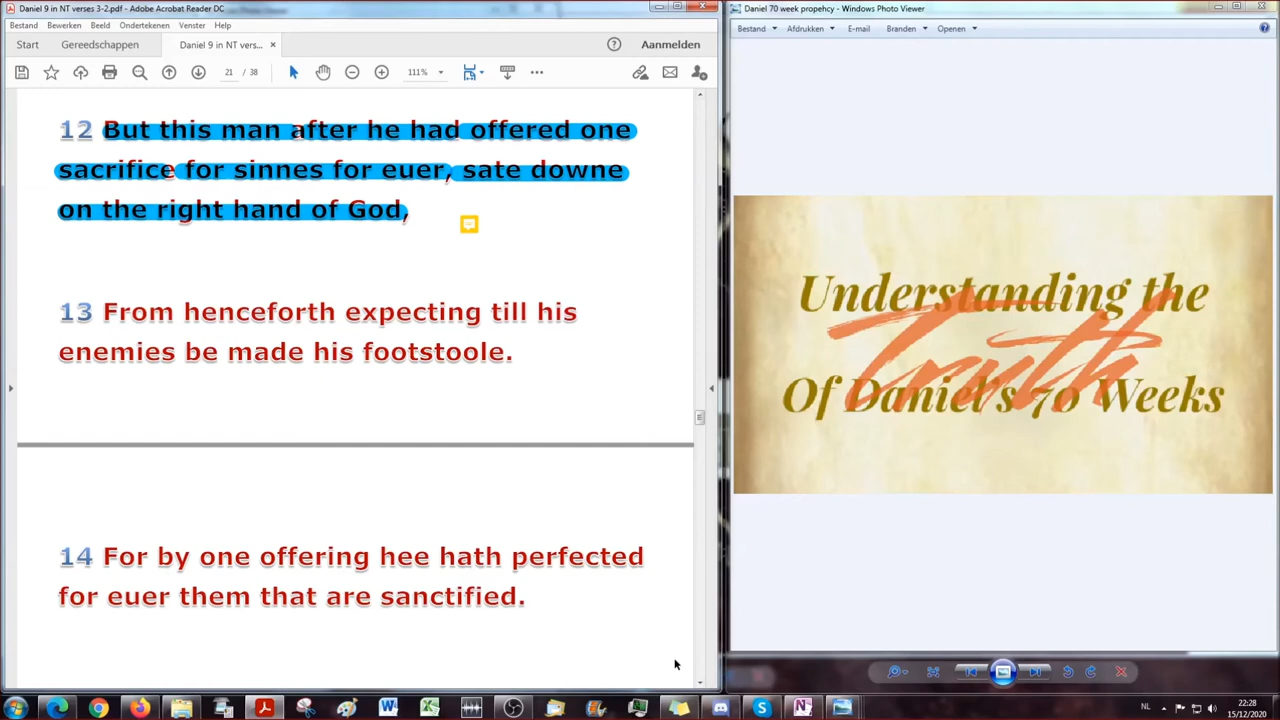 Daniel 9 in NT verses 3-2.pdf - Adobe Acrobat Reader DC
Bestand Bewerken Beeld Ondertekenen Venster Help
Start Gereedschappen Daniel 9 in NT vers... × Aanmelden
21 / 38 111%
12 But this man after he had offered one
sacrifice for sinnes for euer, sate downe
on the right hand of God,
13 From henceforth expecting till his
enemies be made his footstoole.
14 For by one offering hee hath perfected
for euer them that are sanctified.
Daniel 70 week propehcy - Windows Photo Viewer
Bestand Afdrukken E-mail Branden Openen
Understanding the
Truth
Of Daniel's 70 Weeks
NL
22:28
15/12/2020